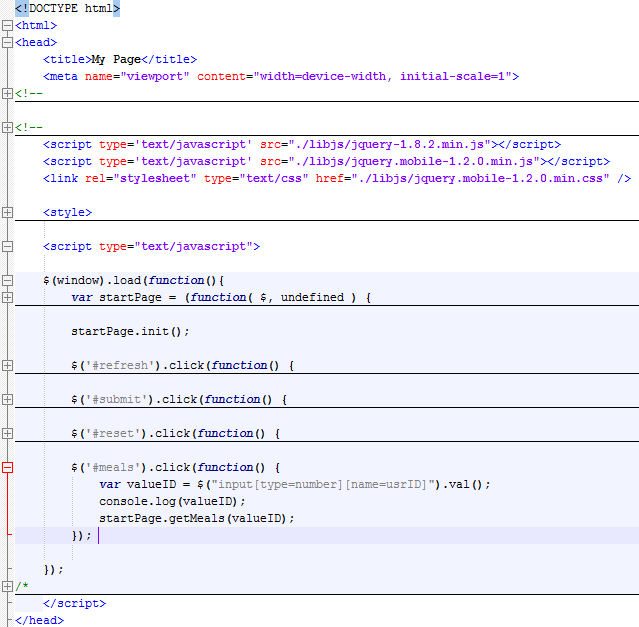 <!DOCTYPE html>
<html>
<head>
<title>My Page</title>
<meta name="viewport" content="width=device-width, initial-scale=1">
<!--
<!--
<script type='text/javascript' src="./libjs/jquery-1.8.2.min.js"></script>
<script type='text/javascript' src="./libjs/jquery.mobile-1.2.0.min.js"></script>
<link rel="stylesheet" type="text/css" href="./libjs/jquery.mobile-1.2.0.min.css" />
<style>
<script type="text/javascript">
$(window).load(function(){
var startPage = (function( $, undefined ) {
startPage.init();
$('#refresh').click(function() {
$('#submit').click(function() {
$('#reset').click(function() {
$('#meals').click(function() {
var valueID = $("input[type=number][name=usrID]").val();
console.log(valueID);
startPage.getMeals(valueID);
});
});
/*
</script>
</head>